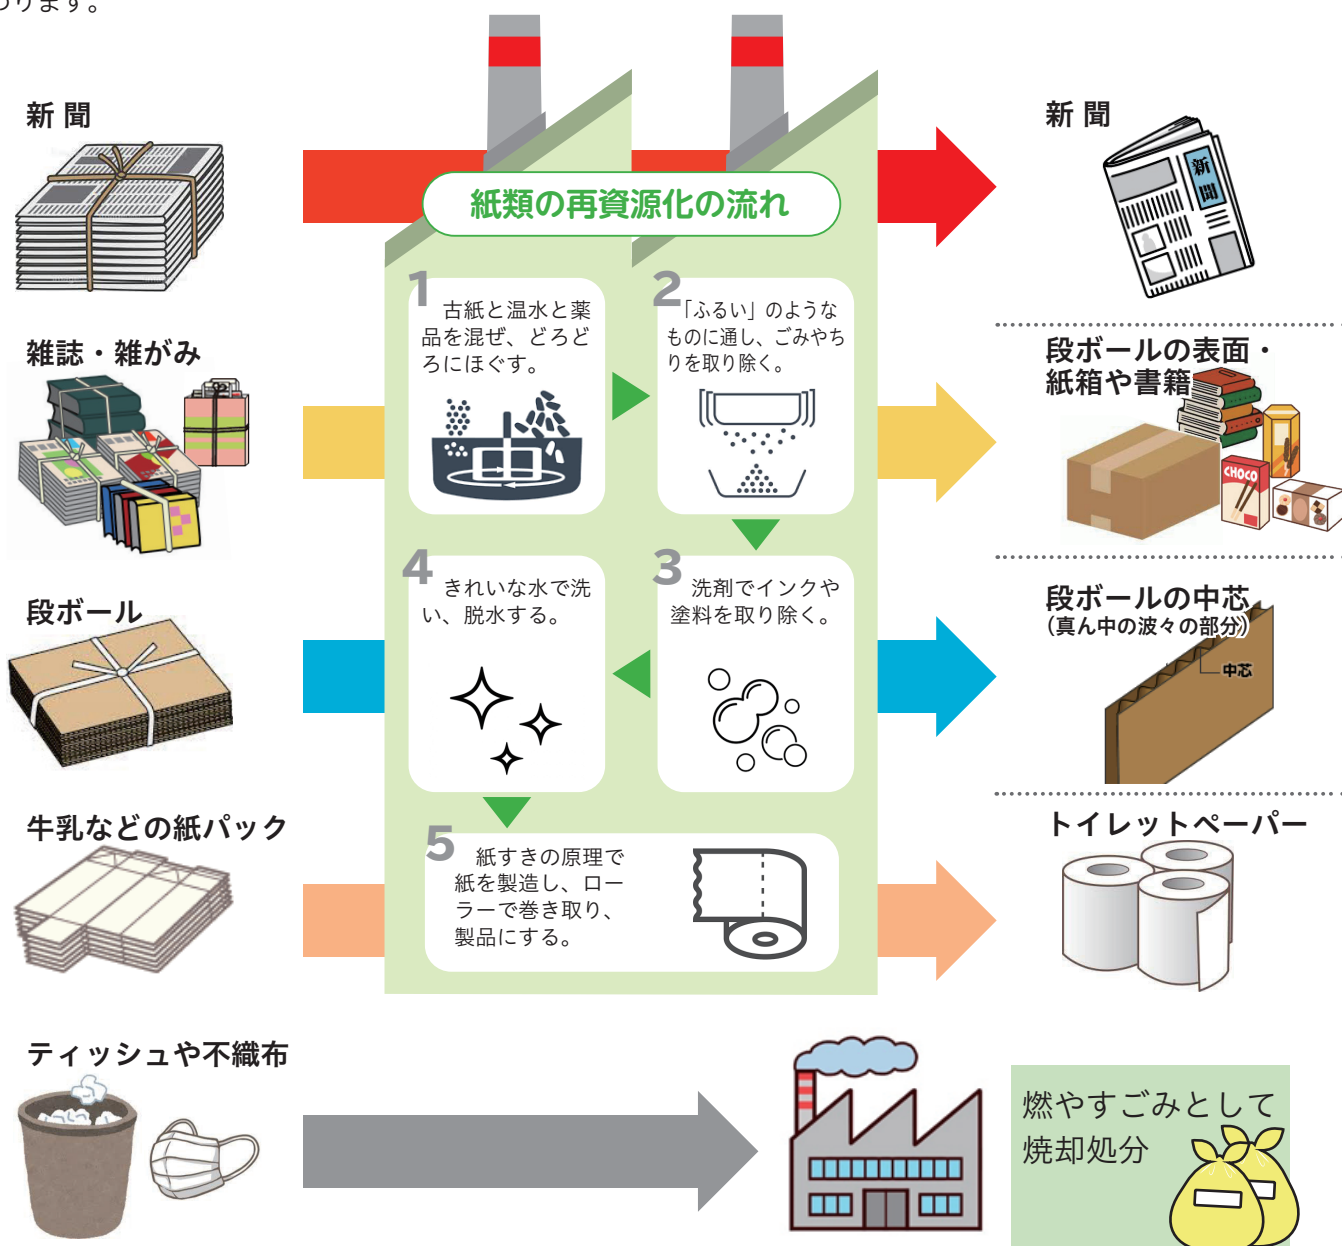 わります。
新聞
新聞
新聞
紙類の再資源化の流れ
1
古紙と温水と薬
品を混ぜ、どろど
ろにほぐす。
2
「ふるい」のような
ものに通し、ごみやち
りを取り除く。
雑誌・雑がみ
段ボールの表面・
紙箱や書籍
CHOCO
4
きれいな水で洗
い、脱水する。
3
洗剤でインクや
塗料を取り除く。
段ボール
段ボールの中芯
(真ん中の波々の部分)
中芯
牛乳などの紙パック
5
紙すきの原理で
紙を製造し、ロー
ラーで巻き取り、
製品にする。
トイレットペーパー
ティッシュや不織布
燃やすごみとして
焼却処分